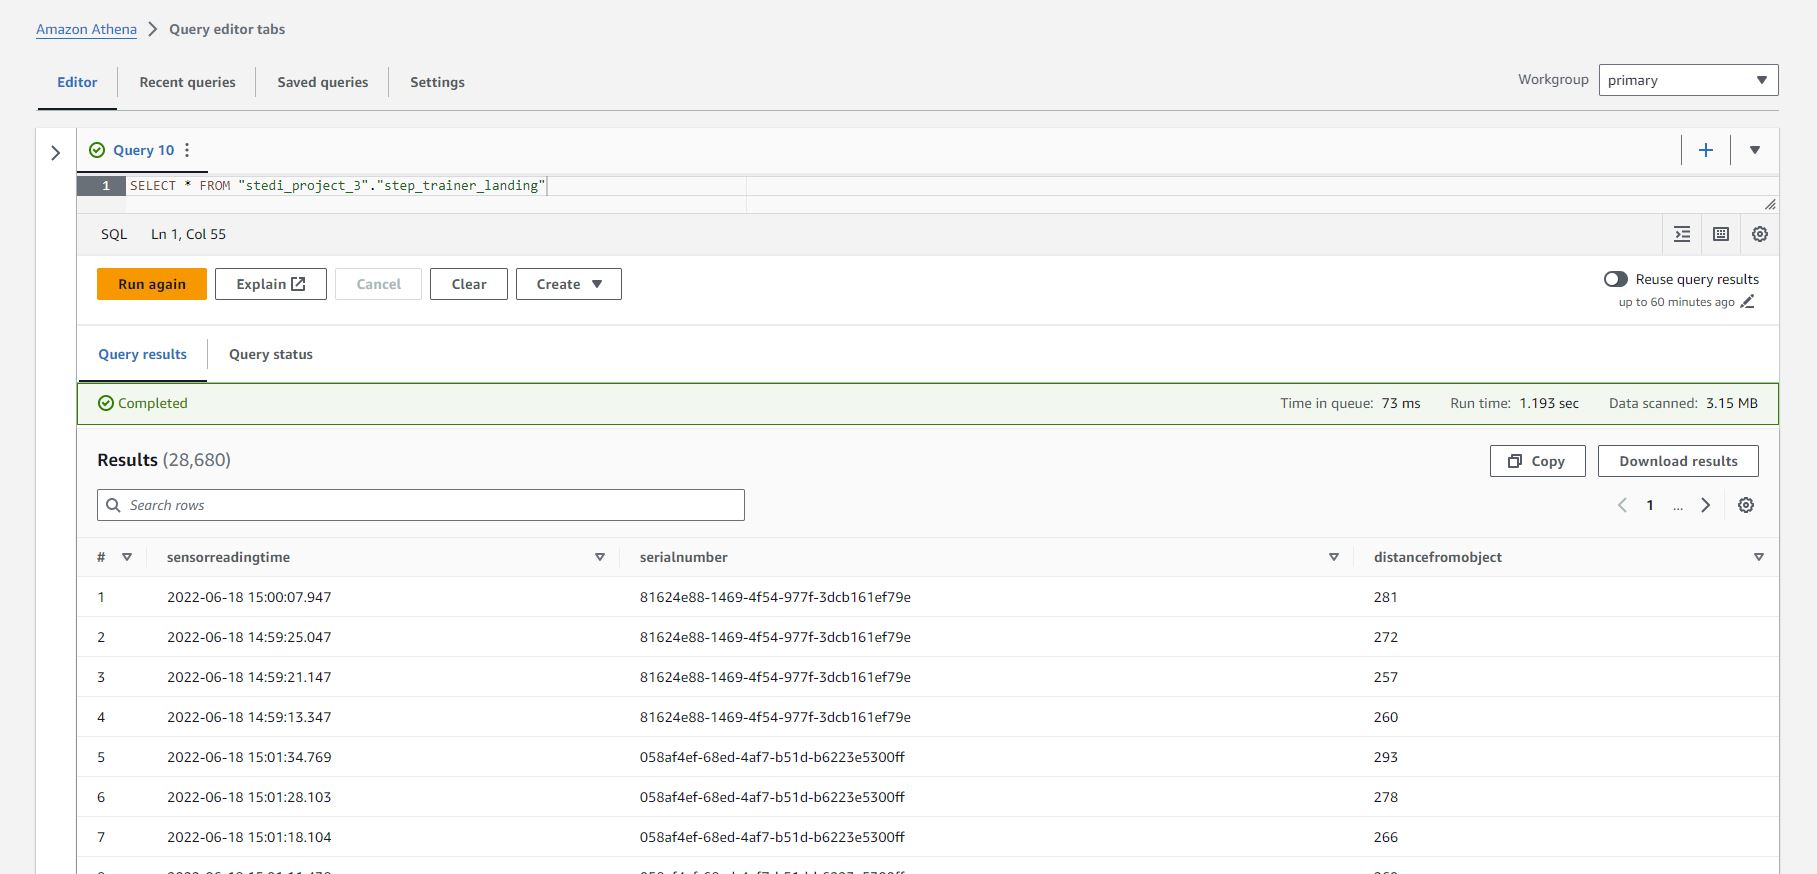 Amazon Athena > Query editor tabs
Editor Recent queries Saved queries Settings Workgroup primary
Query 10
1 SELECT * FROM "stedi_project_3"."step_trainer_landing"
SQL Ln 1, Col 55
Run again Explain Cancel Clear Create Reuse query results
up to 60 minutes ago
Query results Query status
Completed Time in queue: 73 ms Run time: 1.193 sec Data scanned: 3.15 MB
Results (28,680) Copy Download results
Search rows 1 ...
# sensorreadingtime serialnumber distancefromobject
1 2022-06-18 15:00:07.947 81624e88-1469-4f54-977f-3dcb161ef79e 281
2 2022-06-18 14:59:25.047 81624e88-1469-4f54-977f-3dcb161ef79e 272
3 2022-06-18 14:59:21.147 81624e88-1469-4f54-977f-3dcb161ef79e 257
4 2022-06-18 14:59:13.347 81624e88-1469-4f54-977f-3dcb161ef79e 260
5 2022-06-18 15:01:34.769 058af4ef-68ed-4af7-b51d-b6223e5300ff 293
6 2022-06-18 15:01:28.103 058af4ef-68ed-4af7-b51d-b6223e5300ff 278
7 2022-06-18 15:01:18.104 058af4ef-68ed-4af7-b51d-b6223e5300ff 266